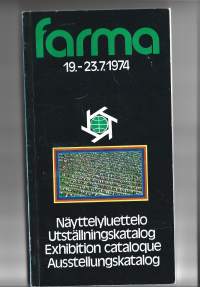 farma
19.-23.7.1974
Näyttelyluettelo
Utställningskatalog
Exhibition cataloque
Ausstellungskatalog